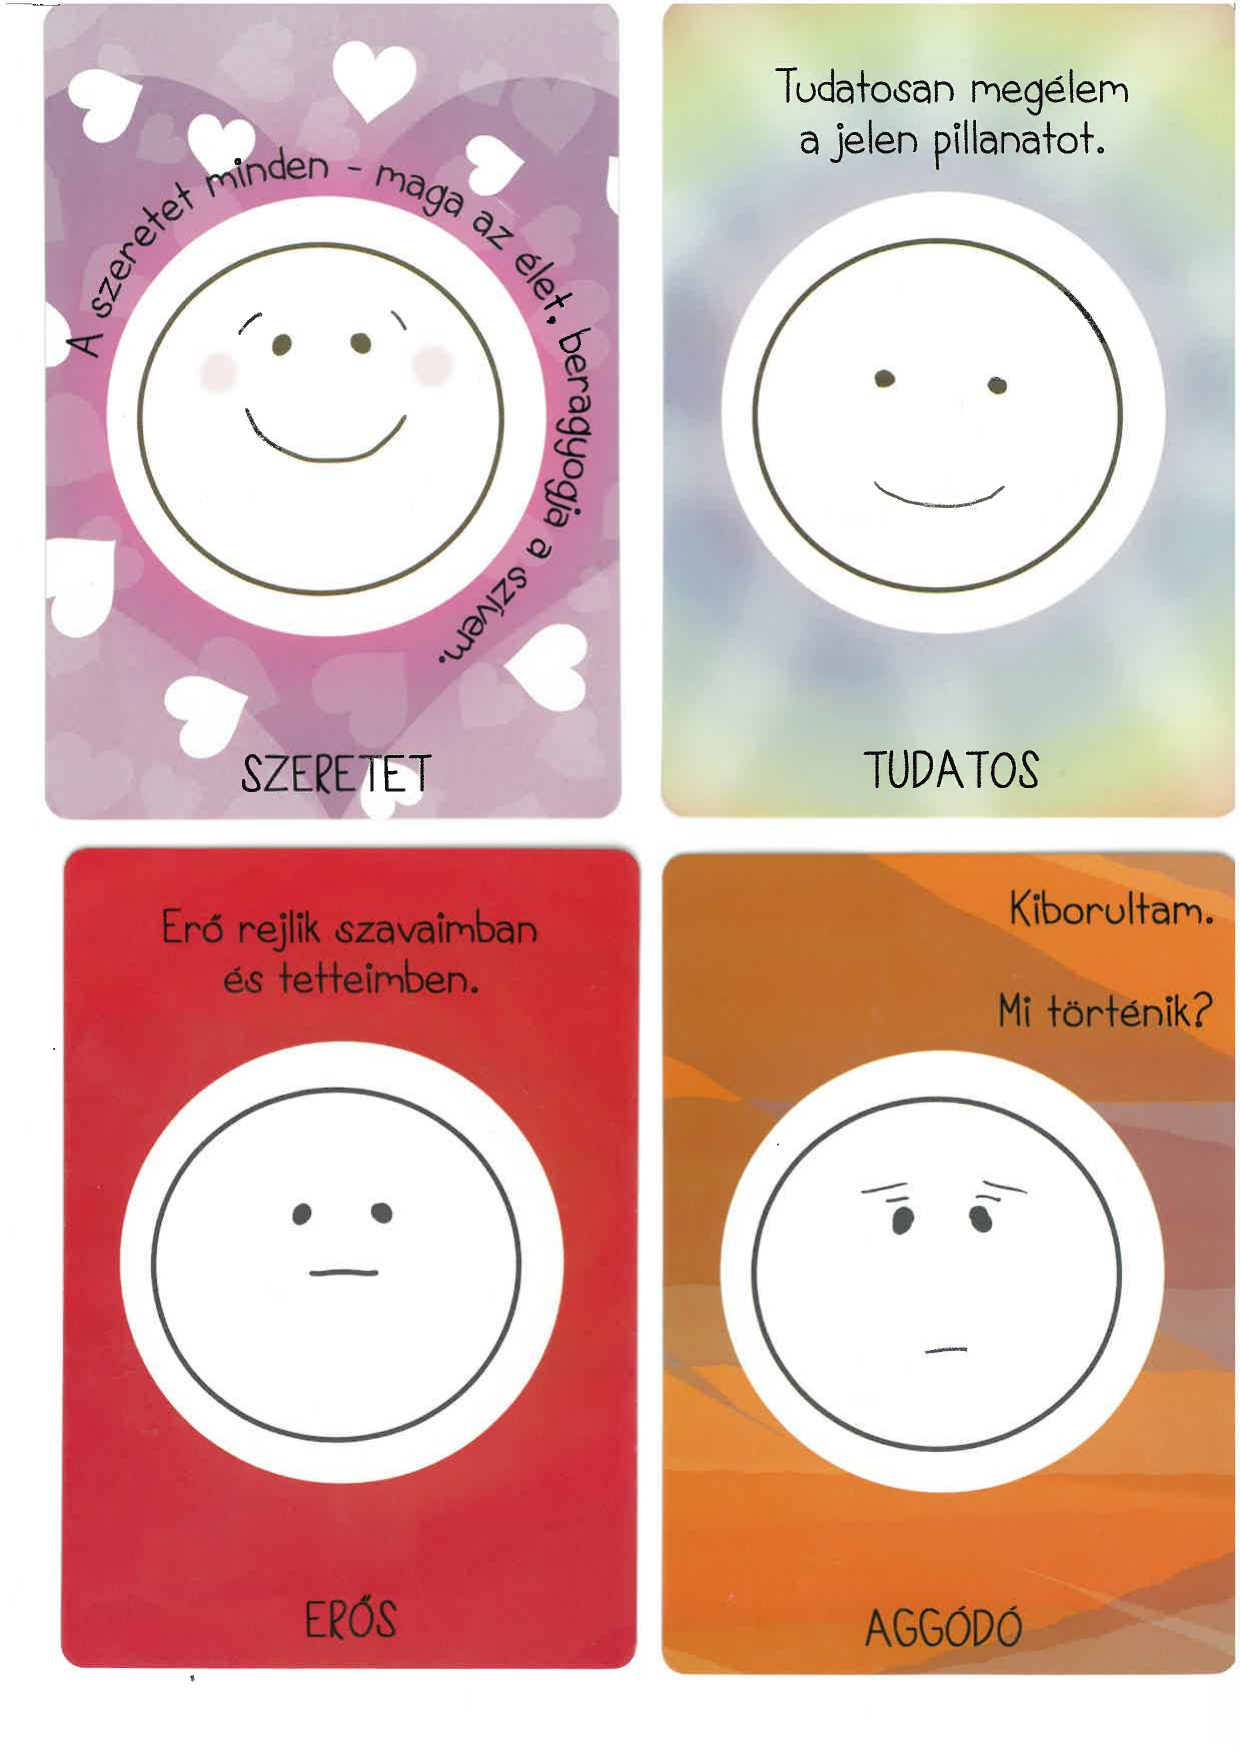 A szeretet minden - maga az élet, beragyogja a szívem.
SZERETET
Tudatosan megélem
a jelen pillanatot.
TUDATOS
Erő rejlik szavaimban
és tetteimben.
ERŐS
Kiborultam.
Mi történik?
AGGÓDÓ